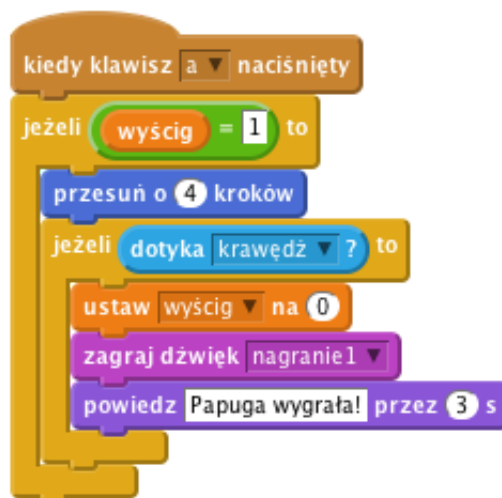 kiedy klawisz a naciśnięty
jeżeli wyścig = 1 to
przesuń o 4 kroków
jeżeli dotyka krawędź ? to
ustaw wyścig na 0
zagraj dźwięk nagranie1
powiedz Papuga wygrała! przez 3 s